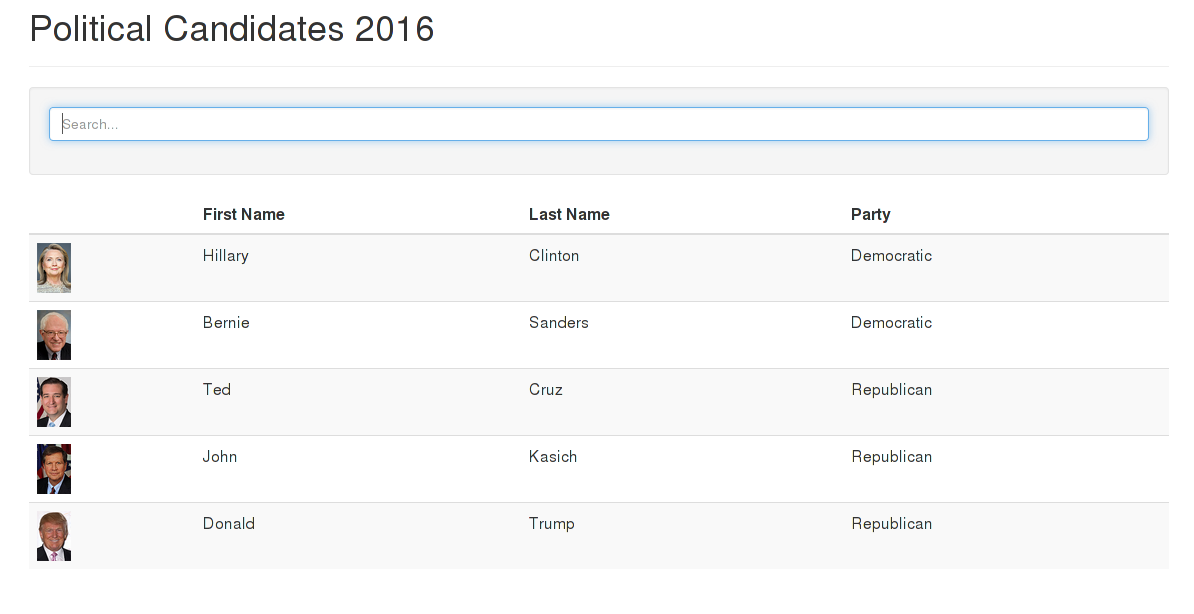 Political Candidates 2016
Search...
First Name Last Name Party
Hillary Clinton Democratic
Bernie Sanders Democratic
Ted Cruz Republican
John Kasich Republican
Donald Trump Republican